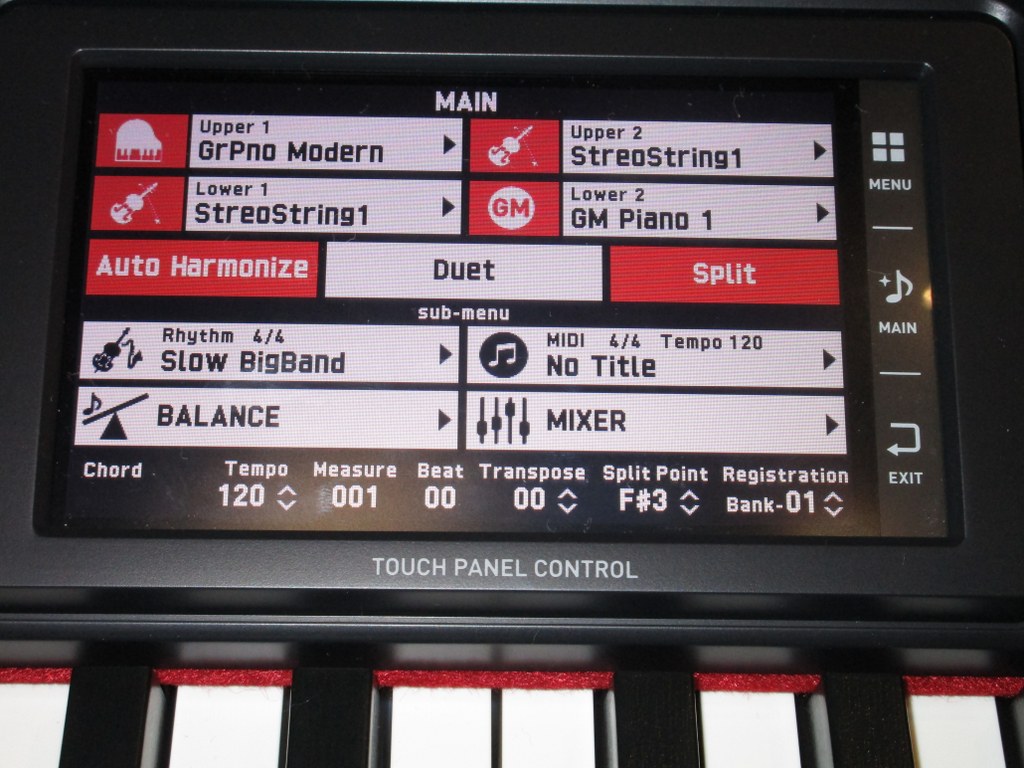 MAIN
Upper 1
GrPno Modern
Upper 2
StreoString1
MENU
Lower 1
StreoString1
GM
Lower 2
GM Piano 1
Auto Harmonize
Duet
Split
MAIN
sub-menu
Rhythm 4/4
Slow BigBand
MIDI 4/4 Tempo 120
No Title
BALANCE
MIXER
EXIT
Chord Tempo Measure Beat Transpose Split Point Registration
120 001 00 00 F#3 Bank-01
TOUCH PANEL CONTROL